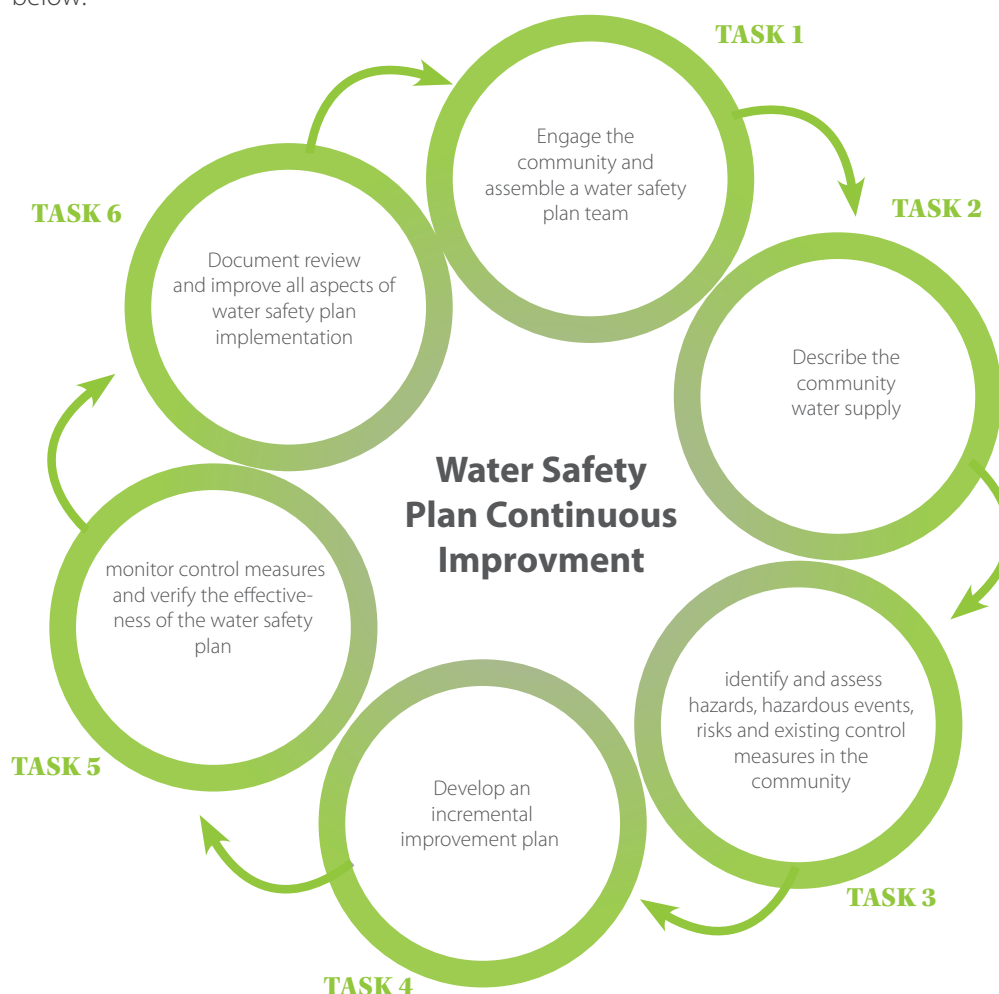 below.
TASK 1
Engage the
community and
assemble a water safety
plan team
TASK 2
Describe the
community
water supply
TASK 6
Document review
and improve all aspects of
water safety plan
implementation
Water Safety
Plan Continuous
Improvment
monitor control measures
and verify the effective-
ness of the water safety
plan
TASK 5
identify and assess
hazards, hazardous events,
risks and existing control
measures in the
community
TASK 3
Develop an
incremental
improvement plan
TASK 4